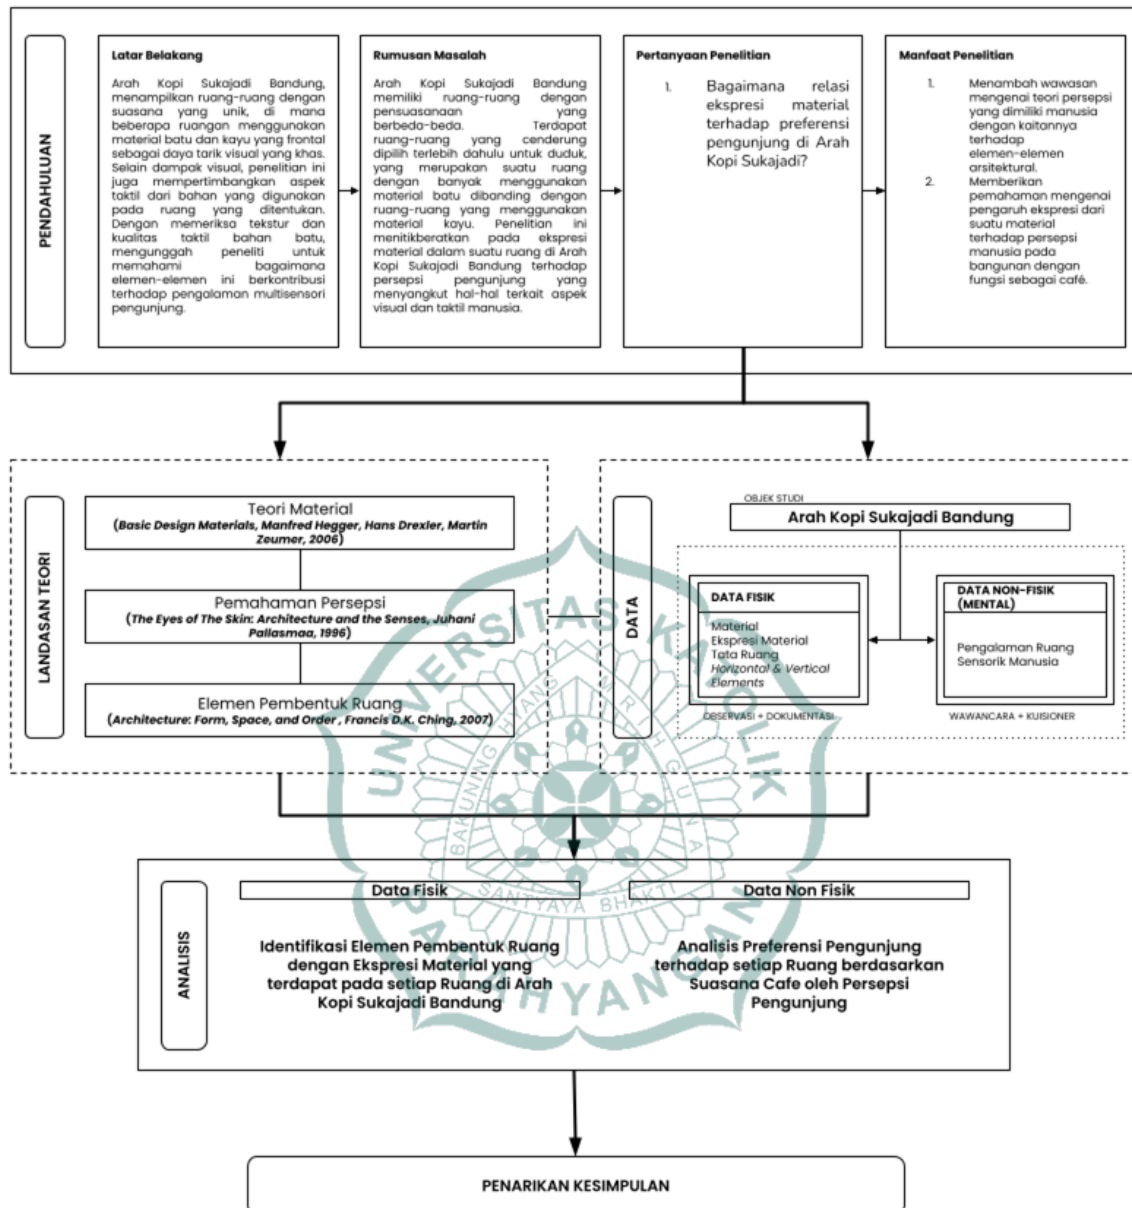 PENDAHULUAN
Latar Belakang
Arah Kopi Sukajadi Bandung,
menampilkan ruang-ruang dengan
suasana yang unik, di mana
beberapa ruangan menggunakan
material batu dan kayu yang frontal
sebagai daya tarik visual yang khas.
Selain dampak visual, penelitian ini
juga mempertimbangkan aspek
taktil dari bahan yang digunakan
pada ruang yang ditentukan.
Dengan memeriksa tekstur dan
kualitas taktil bahan batu,
mengunggah peneliti untuk
memahami bagaimana
elemen-elemen ini berkontribusi
terhadap pengalaman multisensori
pengunjung.
Rumusan Masalah
Arah Kopi Sukajadi Bandung
memiliki ruang-ruang dengan
pensuasanaan yang
berbeda-beda. Terdapat
ruang-ruang yang cenderung
dipilih terlebih dahulu untuk duduk,
yang merupakan suatu ruang
dengan banyak menggunakan
material batu dibanding dengan
ruang-ruang yang menggunakan
material kayu. Penelitian ini
menitikberatkan pada ekspresi
material dalam suatu ruang di Arah
Kopi Sukajadi Bandung terhadap
persepsi pengunjung yang
menyangkut hal-hal terkait aspek
visual dan taktil manusia.
Pertanyaan Penelitian
1. Bagaimana relasi
ekspresi material
terhadap preferensi
pengunjung di Arah
Kopi Sukajadi?
Manfaat Penelitian
1. Menambah wawasan
mengenai teori persepsi
yang dimiliki manusia
dengan kaitannya
terhadap
elemen-elemen
arsitektural.
2. Memberikan
pemahaman mengenai
pengaruh ekspresi dari
suatu material
terhadap persepsi
manusia pada
bangunan dengan
fungsi sebagai café.
LANDASAN TEORI
Teori Material
(Basic Design Materials, Manfred Hegger, Hans Drexler, Martin
Zeumer, 2006)
Pemahaman Persepsi
(The Eyes of The Skin: Architecture and the Senses, Juhani
Pallasmaa, 1996)
Elemen Pembentuk Ruang
(Architecture: Form, Space, and Order , Francis D.K. Ching, 2007)
DATA
OBJEK STUDI
Arah Kopi Sukajadi Bandung
DATA FISIK
Material
Ekspresi Material
Tata Ruang
Horizontal & Vertical
Elements
OBSERVASI + DOKUMENTASI
DATA NON-FISIK
(MENTAL)
Pengalaman Ruang
Sensorik Manusia
WAWANCARA + KUISIONER
UNIVERSITAS KATOLIK
PARAHYANGAN
BAKUNING HYANG MRIH GUNA
SANTYAYA BHAKTI
ANALISIS
Data Fisik
Identifikasi Elemen Pembentuk Ruang
dengan Ekspresi Material yang
terdapat pada setiap Ruang di Arah
Kopi Sukajadi Bandung
Data Non Fisik
Analisis Preferensi Pengunjung
terhadap setiap Ruang berdasarkan
Suasana Cafe oleh Persepsi
Pengunjung
PENARIKAN KESIMPULAN